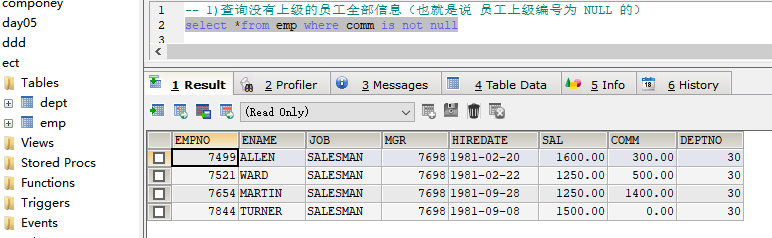 componey
day05
ddd
ect
Tables
dept
emp
Views
Stored Procs
Functions
Triggers
Events
1 -- 1)查询没有上级的员工全部信息（也就是说 员工上级编号为 NULL 的）
2 select *from emp where comm is not null
1 Result 2 Profiler 3 Messages 4 Table Data 5 Info 18 6 History
(Read Only)
EMPNO ENAME JOB MGR HIREDATE SAL COMM DEPTNO
7499 ALLEN SALESMAN 7698 1981-02-20 1600.00 300.00 30
7521 WARD SALESMAN 7698 1981-02-22 1250.00 500.00 30
7654 MARTIN SALESMAN 7698 1981-09-28 1250.00 1400.00 30
7844 TURNER SALESMAN 7698 1981-09-08 1500.00 0.00 30